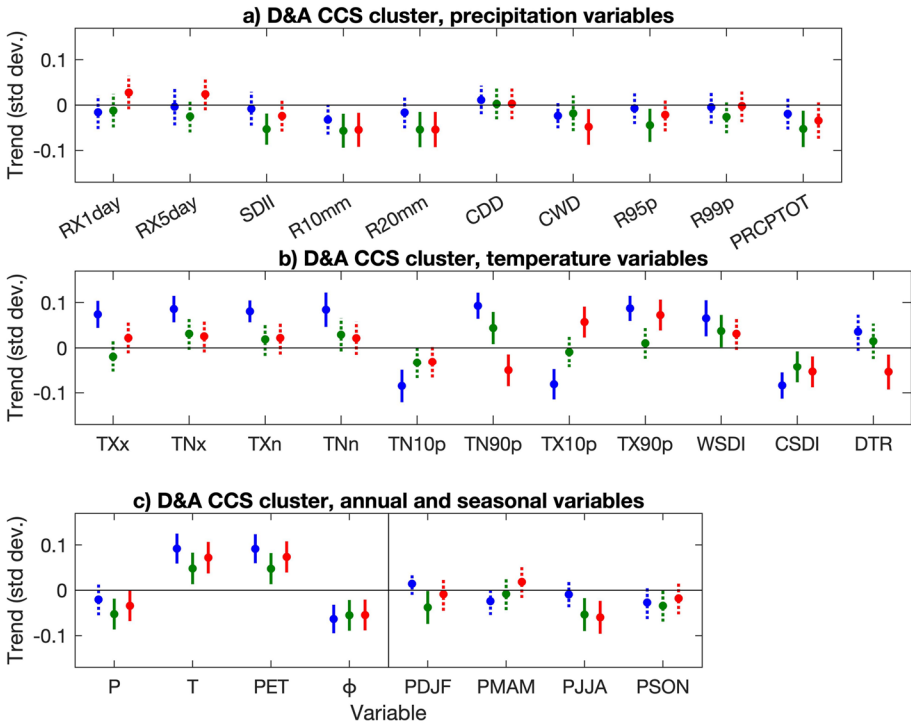 a) D&A CCS cluster, precipitation variables
Trend (std dev.)
0.1
0
-0.1
RX1day RX5day SDII R10mm R20mm CDD CWD R95p R99p PRCPTOT
b) D&A CCS cluster, temperature variables
Trend (std dev.)
0.1
0
-0.1
TXx TNx TXn TNn TN10p TN90p TX10p TX90p WSDI CSDI DTR
c) D&A CCS cluster, annual and seasonal variables
Trend (std dev.)
0.1
0
-0.1
P T PET ϕ PDJF PMAM PJJA PSON
Variable